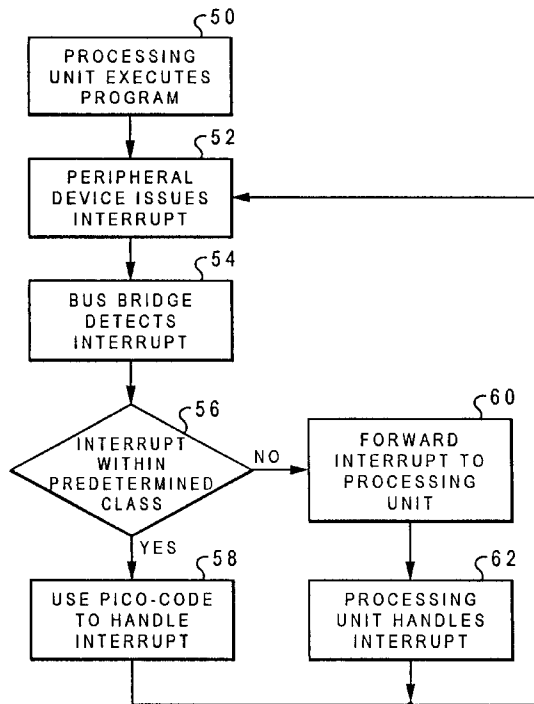 50
PROCESSING
UNIT EXECUTES
PROGRAM
52
PERIPHERAL
DEVICE ISSUES
INTERRUPT
54
BUS BRIDGE
DETECTS
INTERRUPT
56
INTERRUPT
WITHIN
PREDETERMINED
CLASS
NO
YES
60
FORWARD
INTERRUPT TO
PROCESSING
UNIT
58
USE PICO-CODE
TO HANDLE
INTERRUPT
62
PROCESSING
UNIT HANDLES
INTERRUPT